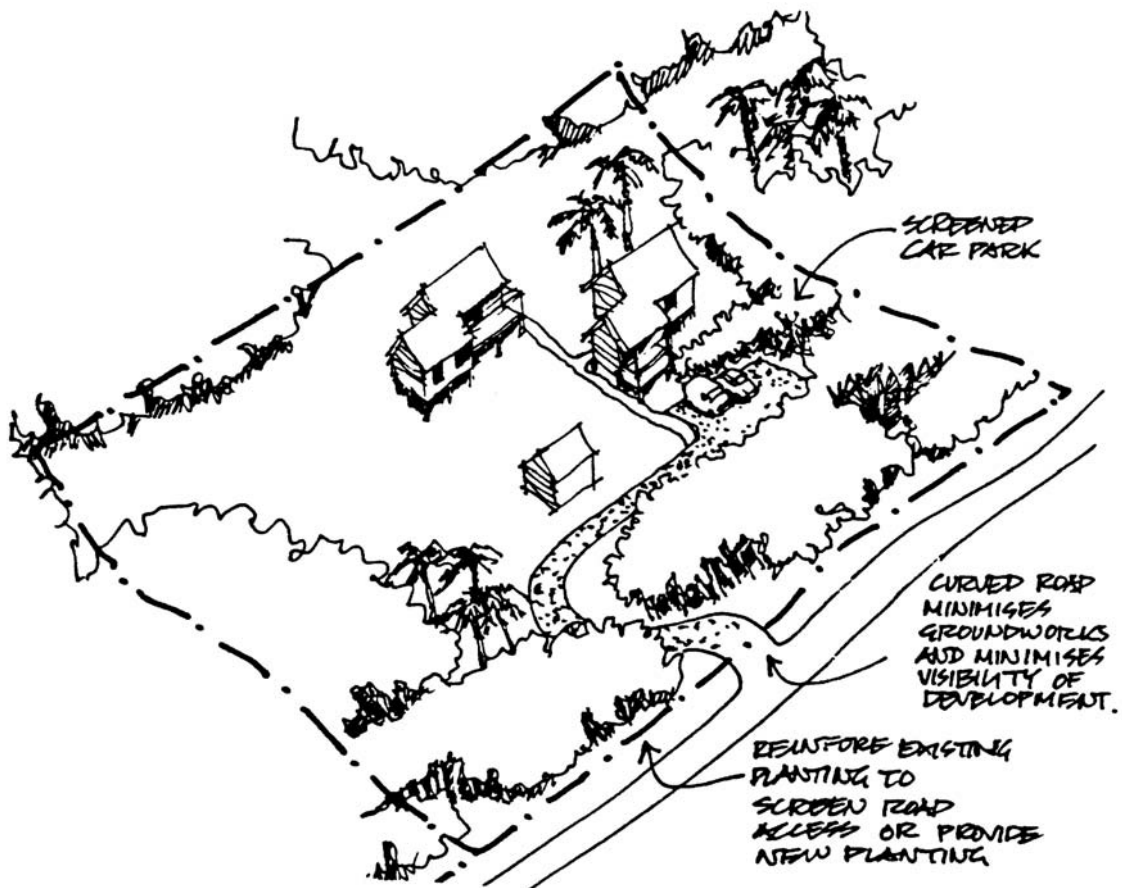 SCREENED
CAR PARK
CURVED ROAD
MINIMISES
GROUNDWORKS
AND MINIMISES
VISIBILITY OF
DEVELOPMENT.
REINFORE EXISTING
PLANTING TO
SCREEN ROAD
ACCESS OR PROVIDE
NEW PLANTING